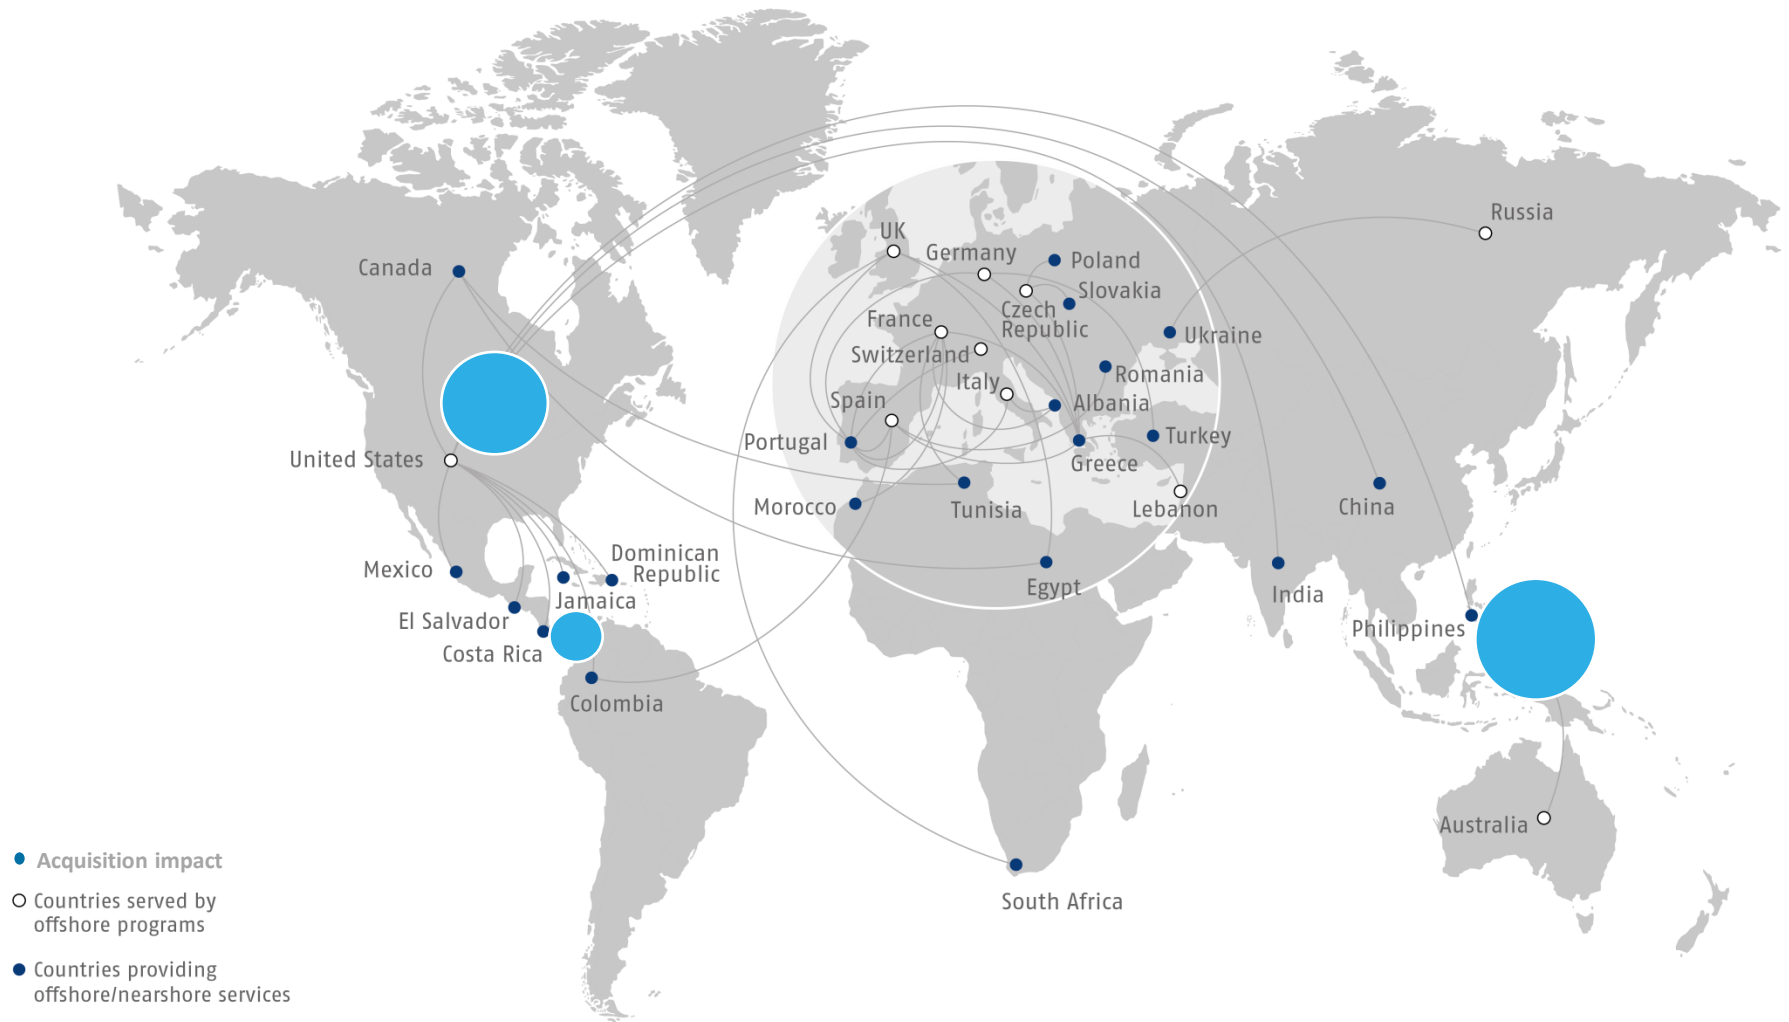 Russia
UK
Germany
Poland
Canada
Slovakia
Czech
Republic
France
Ukraine
Switzerland
Romania
Italy
Spain
Albania
Portugal
Turkey
United States
Greece
Morocco
Tunisia
Lebanon
China
Dominican
Republic
Mexico
Egypt
India
Jamaica
El Salvador
Philippines
Costa Rica
Colombia
Australia
Acquisition impact
Countries served by
offshore programs
South Africa
Countries providing
offshore/nearshore services